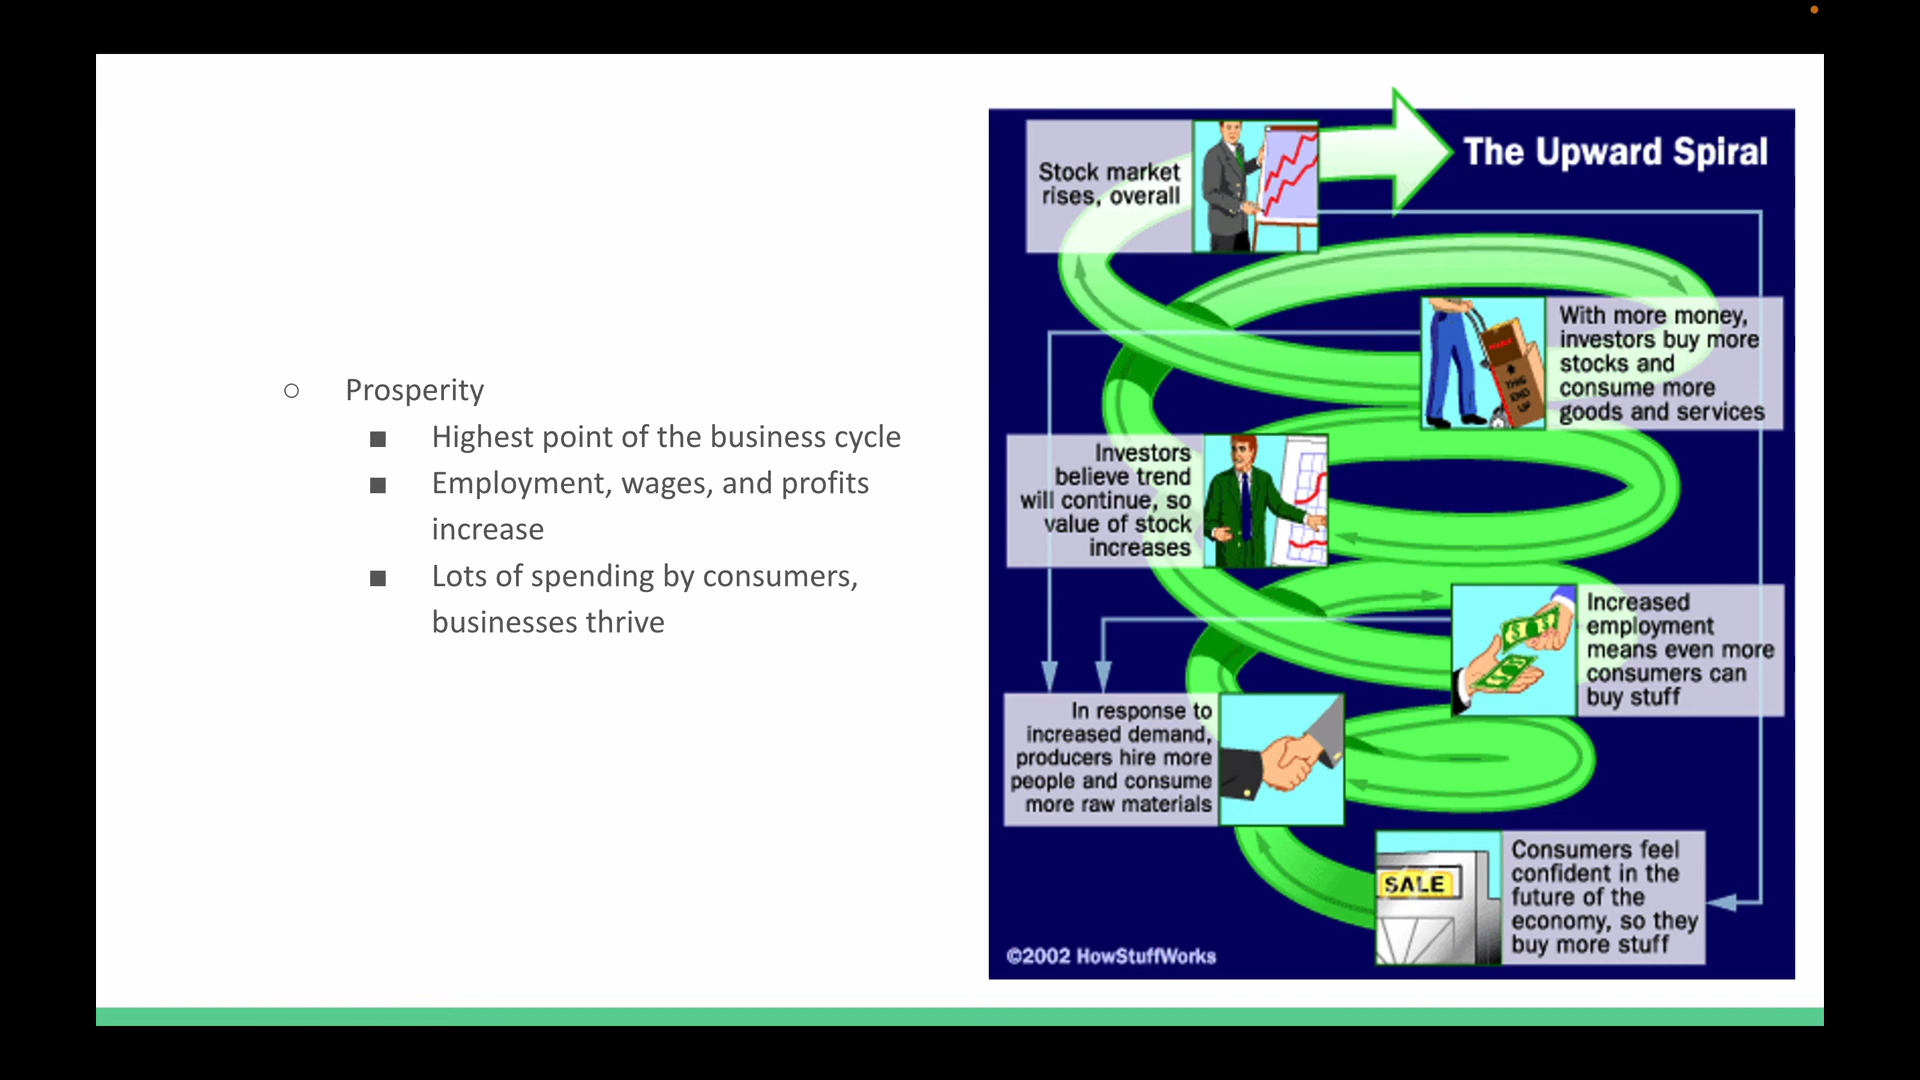 Prosperity
Highest point of the business cycle
Employment, wages, and profits
increase
Lots of spending by consumers,
businesses thrive
The Upward Spiral
Stock market
rises, overall
With more money,
investors buy more
stocks and
consume more
goods and services
Investors
believe trend
will continue, so
value of stock
increases
Increased
employment
means even more
consumers can
buy stuff
In response to
increased demand,
producers hire more
people and consume
more raw materials
SALE
Consumers feel
confident in the
future of the
economy, so they
buy more stuff
THIS
END
UP
©2002 HowStuffWorks